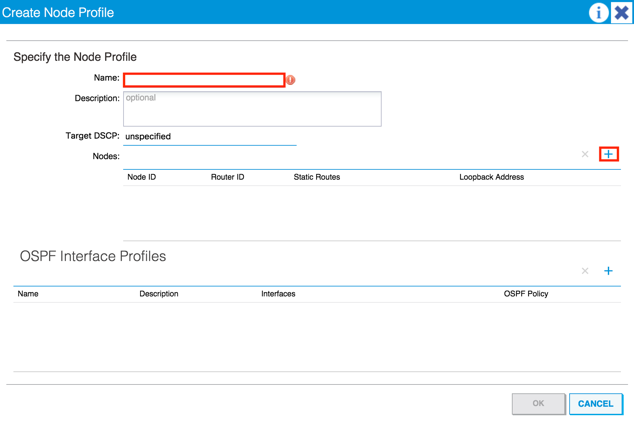 Create Node Profile
Specify the Node Profile
Name:
Description: optional
Target DSCP: unspecified
Nodes:
Node ID Router ID Static Routes Loopback Address
OSPF Interface Profiles
Name Description Interfaces OSPF Policy
OK CANCEL